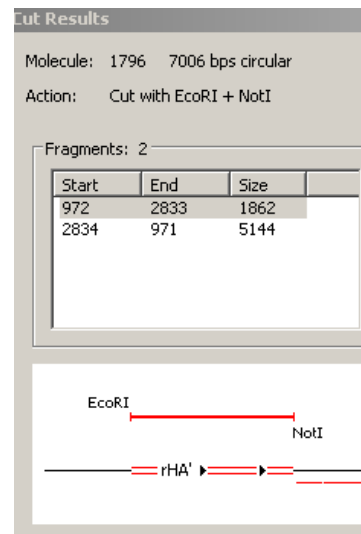 Cut Results
Molecule: 1796 7006 bps circular
Action: Cut with EcoRI + NotI
Fragments: 2
Start End Size
972 2833 1862
2834 971 5144
EcoRI
NotI
rHA'